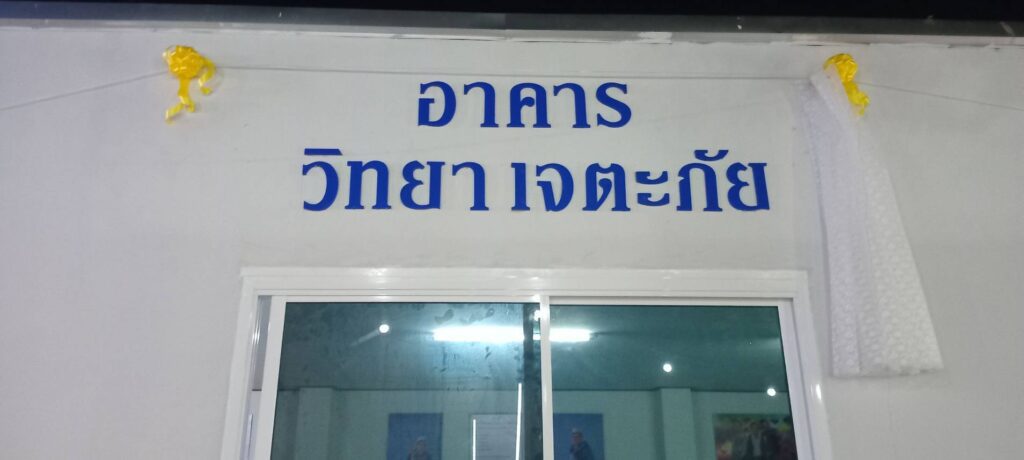 อาคาร
วิทยา เจตะภัย